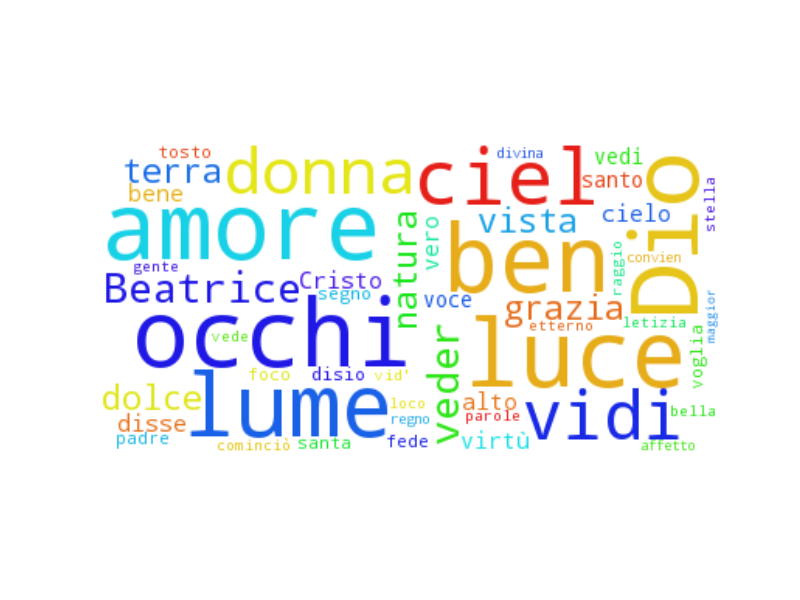 tosto
terra
bene
donna
ciel
divina
vedi
santo
Dio
stella
amore
natura
vero
vista
cielo
ben
raggio
convien
gente
Beatrice
Cristo
segno
voce
grazia
etterno
letizia
maggior
occhi
vede
veder
luce
voglia
foco
disio
vid'
dolce
lume
loco
regno
alto
parole
vidi
bella
disse
padre
cominciò
santa
fede
virtù
affetto